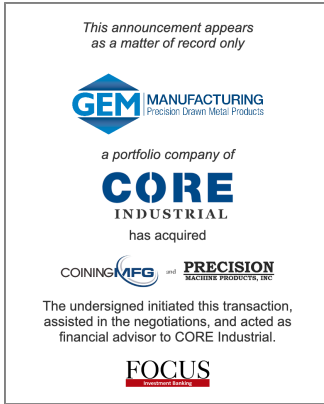 This announcement appears
as a matter of record only
GEM MANUFACTURING
Precision Drawn Metal Products
a portfolio company of
CORE
INDUSTRIAL
has acquired
COININGMFG and PRECISION
MACHINE PRODUCTS, INC
The undersigned initiated this transaction,
assisted in the negotiations, and acted as
financial advisor to CORE Industrial.
FOCUS
Investment Banking